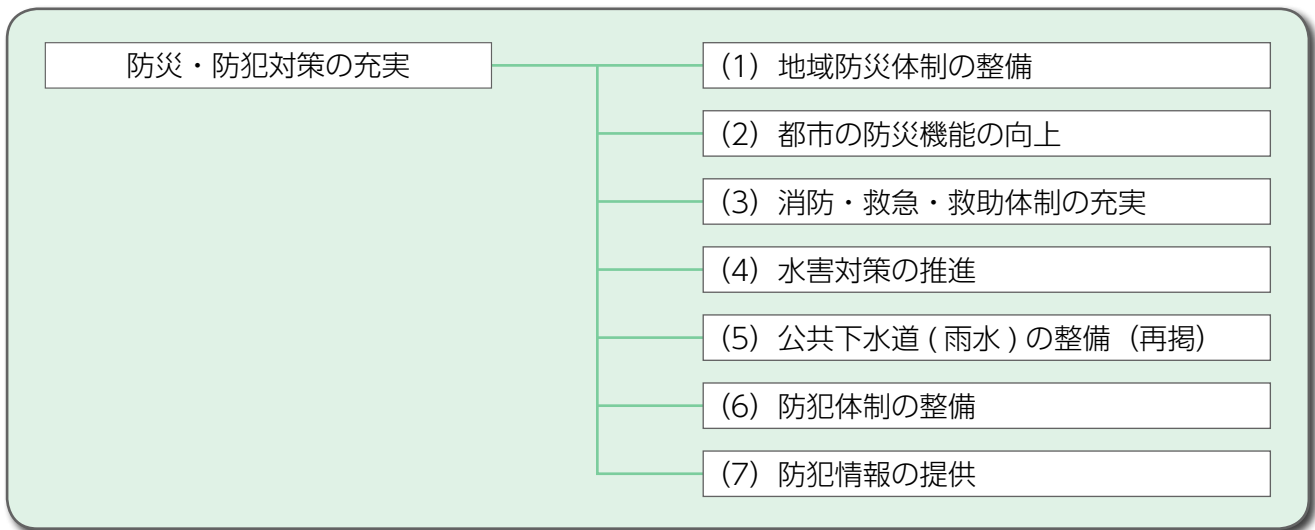 防災・防犯対策の充実
(1) 地域防災体制の整備
(2) 都市の防災機能の向上
(3) 消防・救急・救助体制の充実
(4) 水害対策の推進
(5) 公共下水道 ( 雨水 ) の整備（再掲）
(6) 防犯体制の整備
(7) 防犯情報の提供